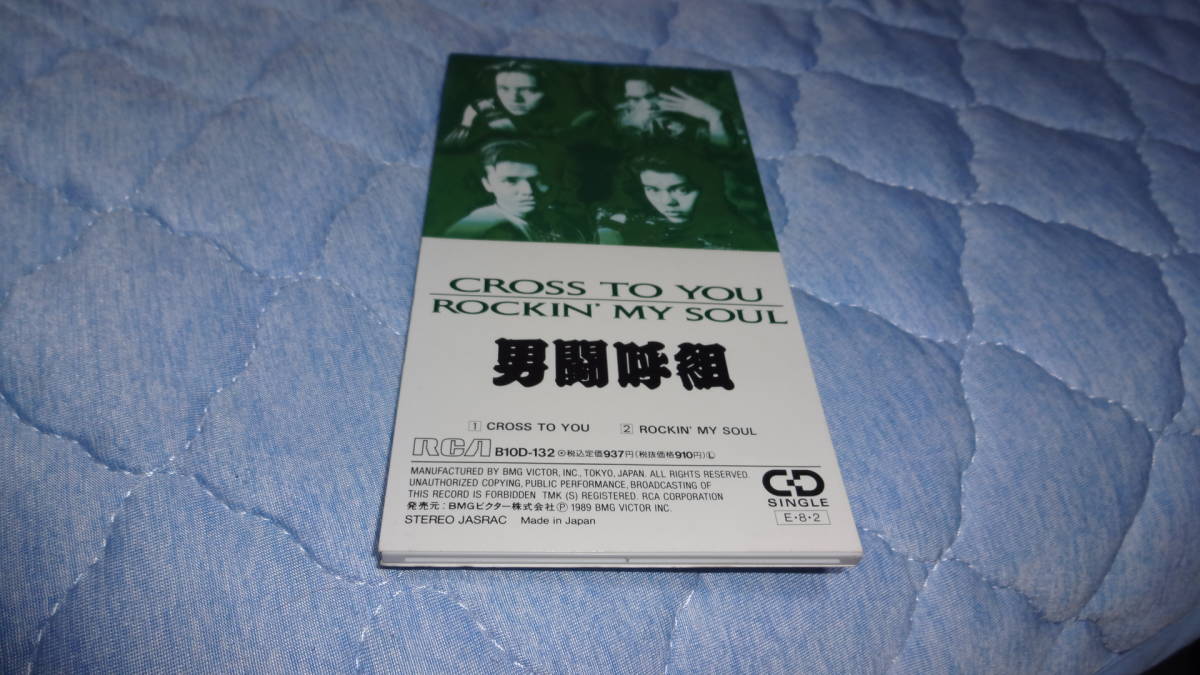 CROSS TO YOU
ROCKIN' MY SOUL
男闘呼組
1 CROSS TO YOU 2 ROCKIN' MY SOUL
RCA B10D-132 ⊙税込定価937円(税抜価格910円)Ⓛ
MANUFACTURED BY BMG VICTOR, INC., TOKYO, JAPAN. ALL RIGHTS RESERVED.
UNAUTHORIZED COPYING, PUBLIC PERFORMANCE, BROADCASTING OF
THIS RECORD IS FORBIDDEN TMK (S) REGISTERED. RCA CORPORATION
発売元:BMGビクター株式会社Ⓟ 1989 BMG VICTOR INC.
STEREO JASRAC Made in Japan
CD
SINGLE
E・8・2